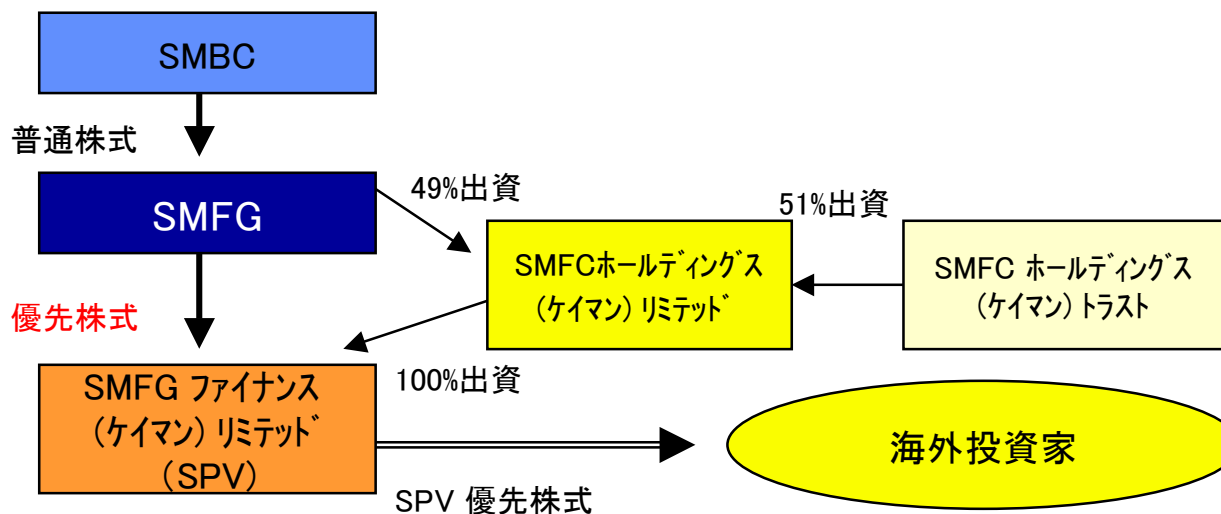 SMBC
普通株式
SMFG
49%出資
51%出資
SMFCホールディングス
(ケイマン) リミテッド
SMFC ホールディングス
(ケイマン) トラスト
優先株式
SMFG ファイナンス
(ケイマン) リミテッド
(SPV)
100%出資
海外投資家
SPV 優先株式